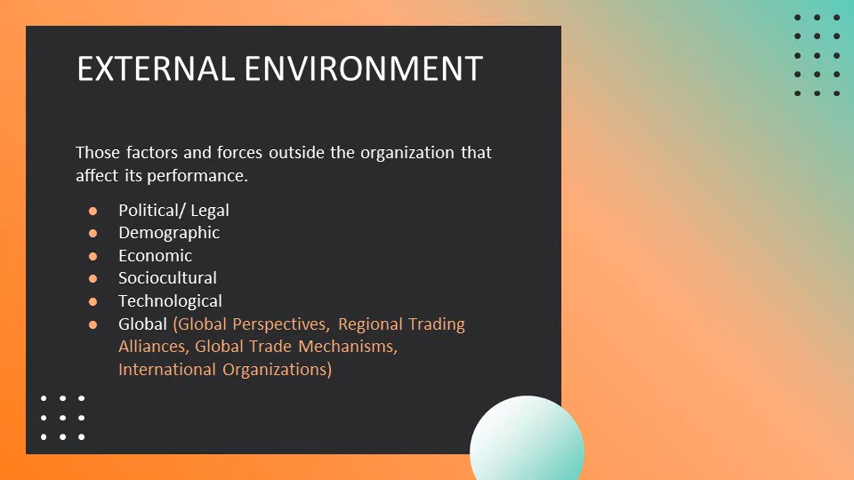 EXTERNAL ENVIRONMENT
Those factors and forces outside the organization that
affect its performance.
● Political/ Legal
● Demographic
● Economic
● Sociocultural
● Technological
● Global (Global Perspectives, Regional Trading
Alliances, Global Trade Mechanisms,
International Organizations)